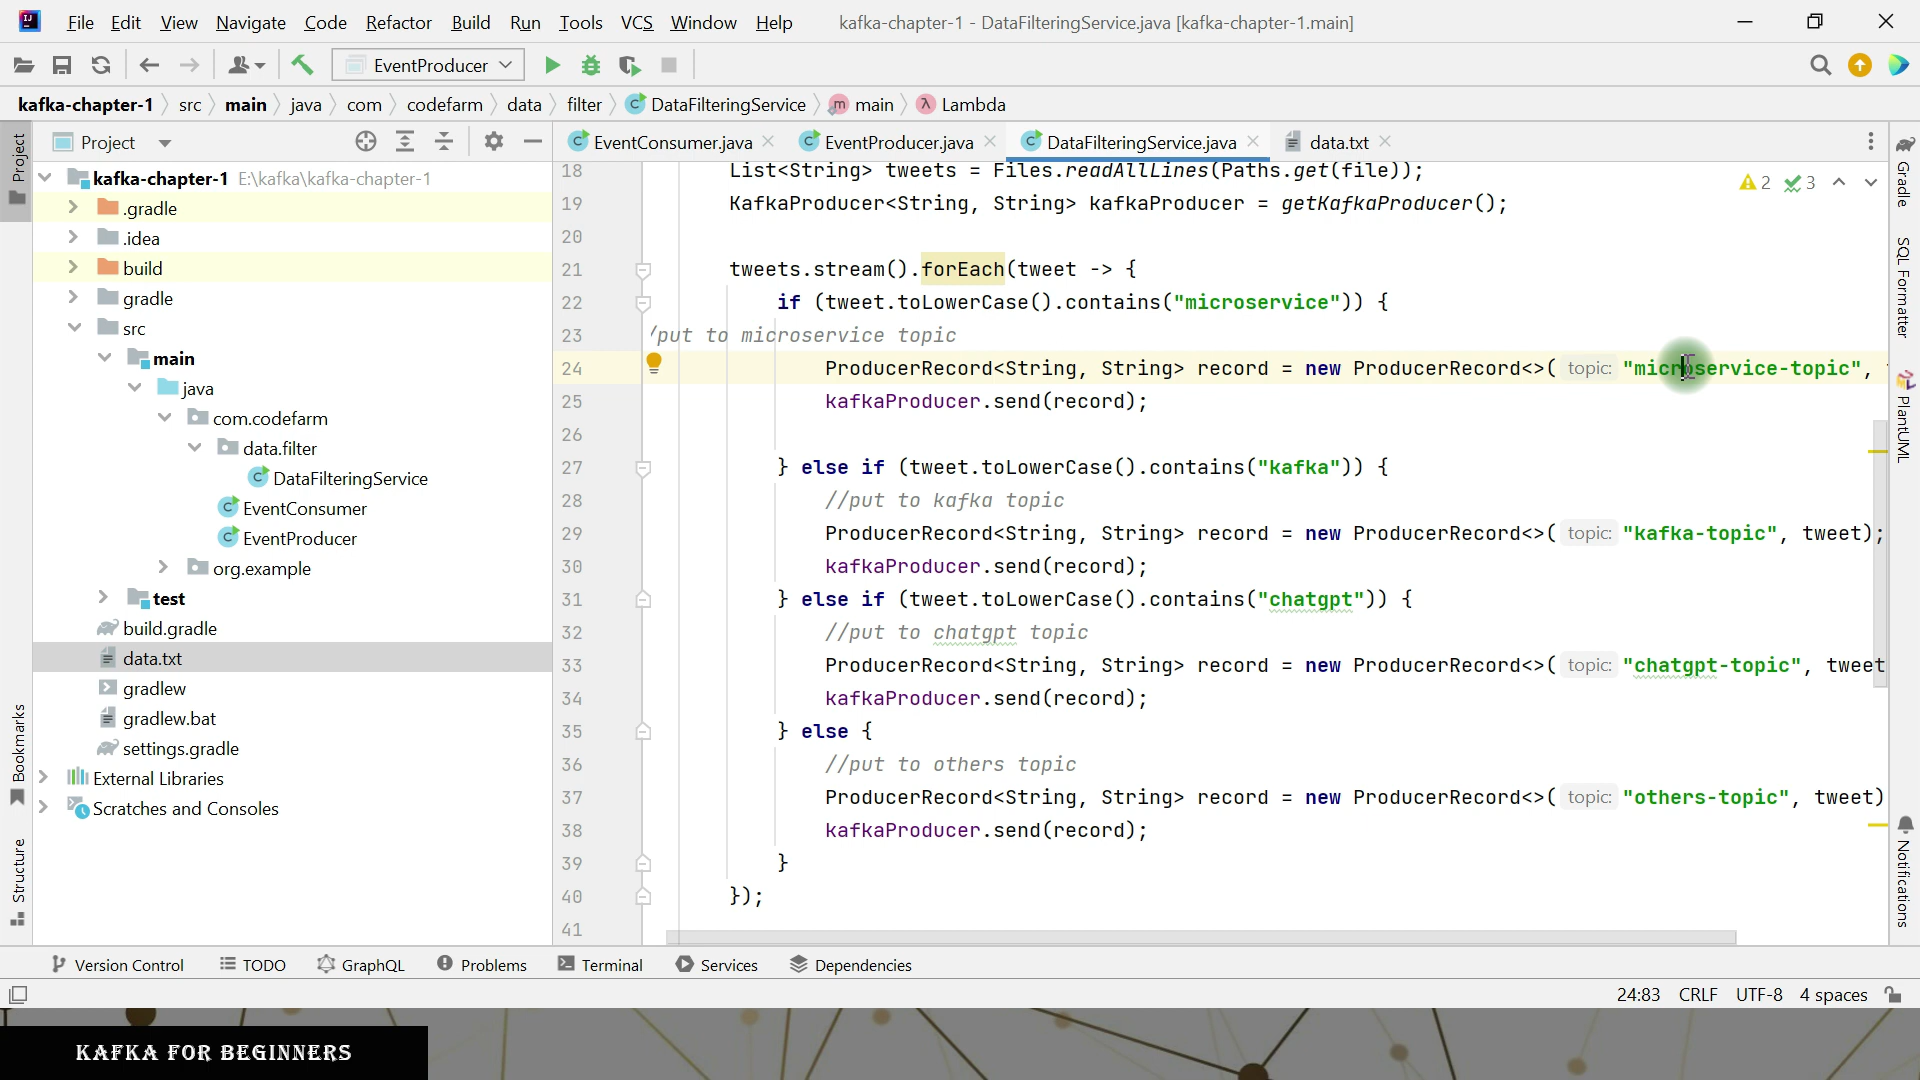 File Edit View Navigate Code Refactor Build Run Tools VCS Window Help kafka-chapter-1 - DataFilteringService.java [kafka-chapter-1.main]
EventProducer
kafka-chapter-1 src main java com codefarm data filter DataFilteringService main Lambda
Project
EventConsumer.java EventProducer.java DataFilteringService.java data.txt
kafka-chapter-1 E:\kafka\kafka-chapter-1
.gradle
.idea
build
gradle
src
main
java
com.codefarm
data.filter
DataFilteringService
EventConsumer
EventProducer
org.example
test
build.gradle
data.txt
gradlew
gradlew.bat
settings.gradle
External Libraries
Scratches and Consoles
Project
Bookmarks
Structure
2 3
18 List<String> tweets = Files.readAllLines(Paths.get(file));
19 KafkaProducer<String, String> kafkaProducer = getKafkaProducer();
20
21 tweets.stream().forEach(tweet -> {
22 if (tweet.toLowerCase().contains("microservice")) {
23 /put to microservice topic
24 ProducerRecord<String, String> record = new ProducerRecord<>( topic: "microservice-topic",
25 kafkaProducer.send(record);
26
27 } else if (tweet.toLowerCase().contains("kafka")) {
28 //put to kafka topic
29 ProducerRecord<String, String> record = new ProducerRecord<>( topic: "kafka-topic", tweet);
30 kafkaProducer.send(record);
31 } else if (tweet.toLowerCase().contains("chatgpt")) {
32 //put to chatgpt topic
33 ProducerRecord<String, String> record = new ProducerRecord<>( topic: "chatgpt-topic", tweet
34 kafkaProducer.send(record);
35 } else {
36 //put to others topic
37 ProducerRecord<String, String> record = new ProducerRecord<>( topic: "others-topic", tweet)
38 kafkaProducer.send(record);
39 }
40 });
41
Gradle
SQL Formatter
PlantUML
Notifications
Version Control TODO GraphQL Problems Terminal Services Dependencies
24:83 CRLF UTF-8 4 spaces
KAFKA FOR BEGINNERS